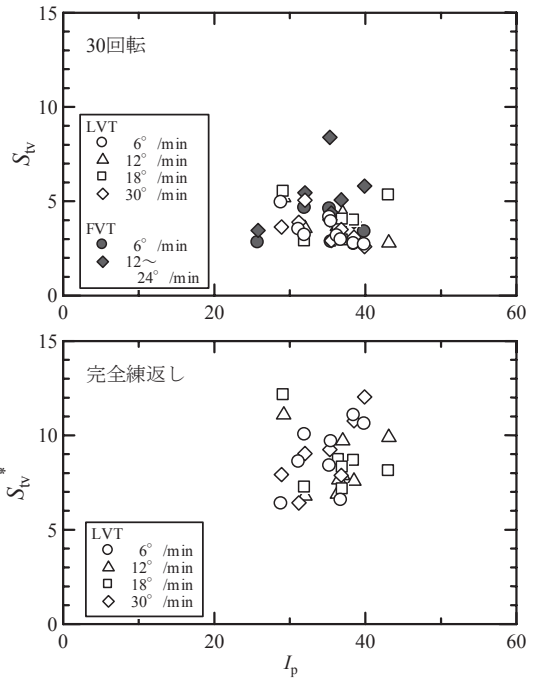 15
30回転
10
LVT
6° /min
12° /min
18° /min
30° /min
FVT
6° /min
12～
24° /min
Stv
5
0
0 20 40 60
15
完全練返し
10
Stv*
5
LVT
6° /min
12° /min
18° /min
30° /min
0
0 20 40 60
Ip